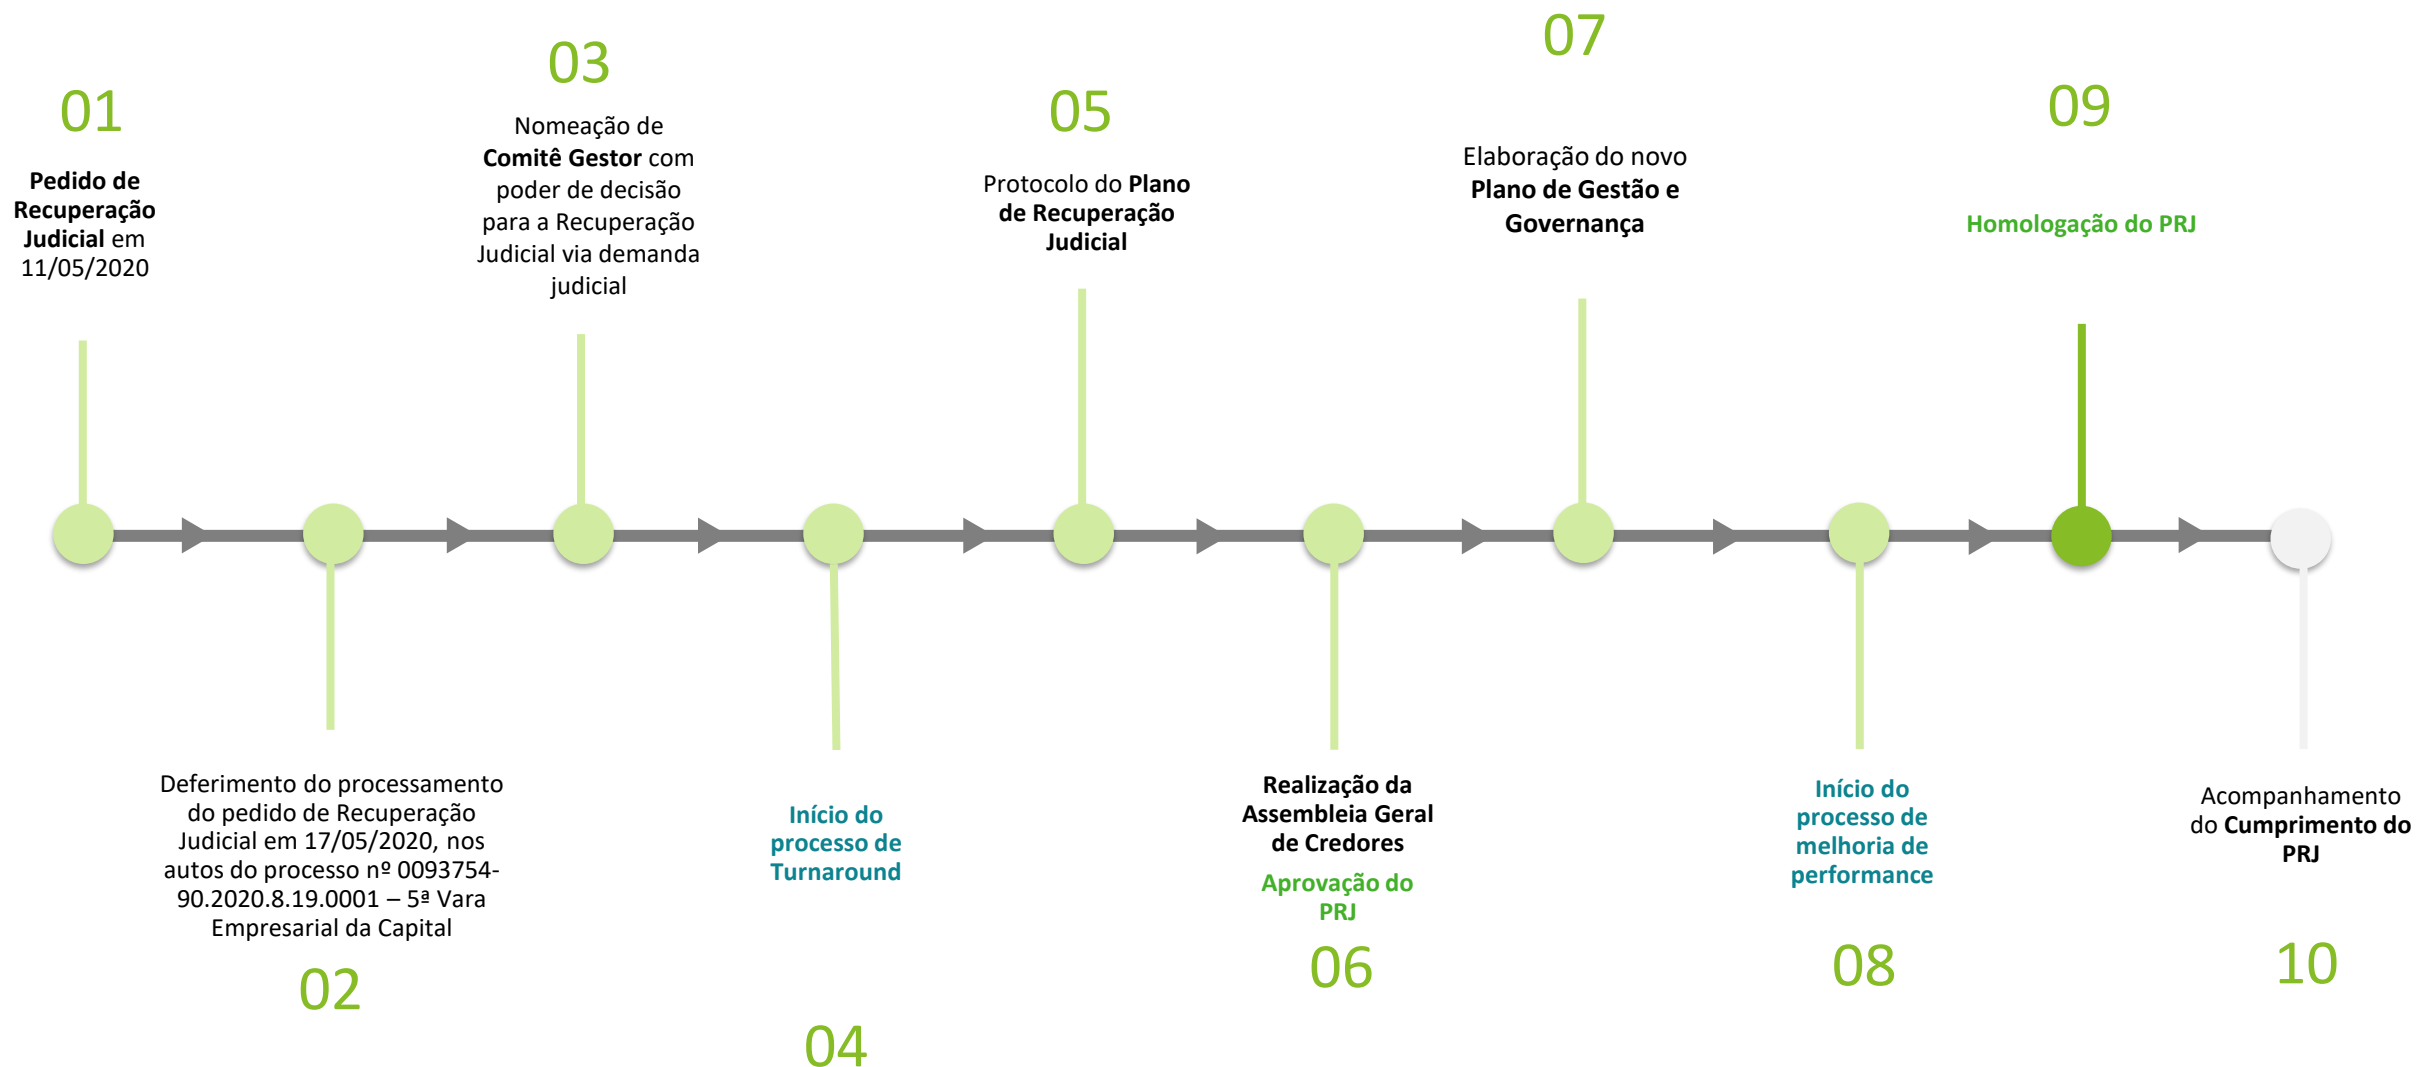 01
Pedido de
Recuperação
Judicial em
11/05/2020
02
Deferimento do processamento
do pedido de Recuperação
Judicial em 17/05/2020, nos
autos do processo nº 0093754-
90.2020.8.19.0001 – 5ª Vara
Empresarial da Capital
03
Nomeação de
Comitê Gestor com
poder de decisão
para a Recuperação
Judicial via demanda
judicial
04
Início do
processo de
Turnaround
05
Protocolo do Plano
de Recuperação
Judicial
06
Realização da
Assembleia Geral
de Credores
Aprovação do
PRJ
07
Elaboração do novo
Plano de Gestão e
Governança
08
Início do
processo de
melhoria de
performance
09
Homologação do PRJ
10
Acompanhamento
do Cumprimento do
PRJ